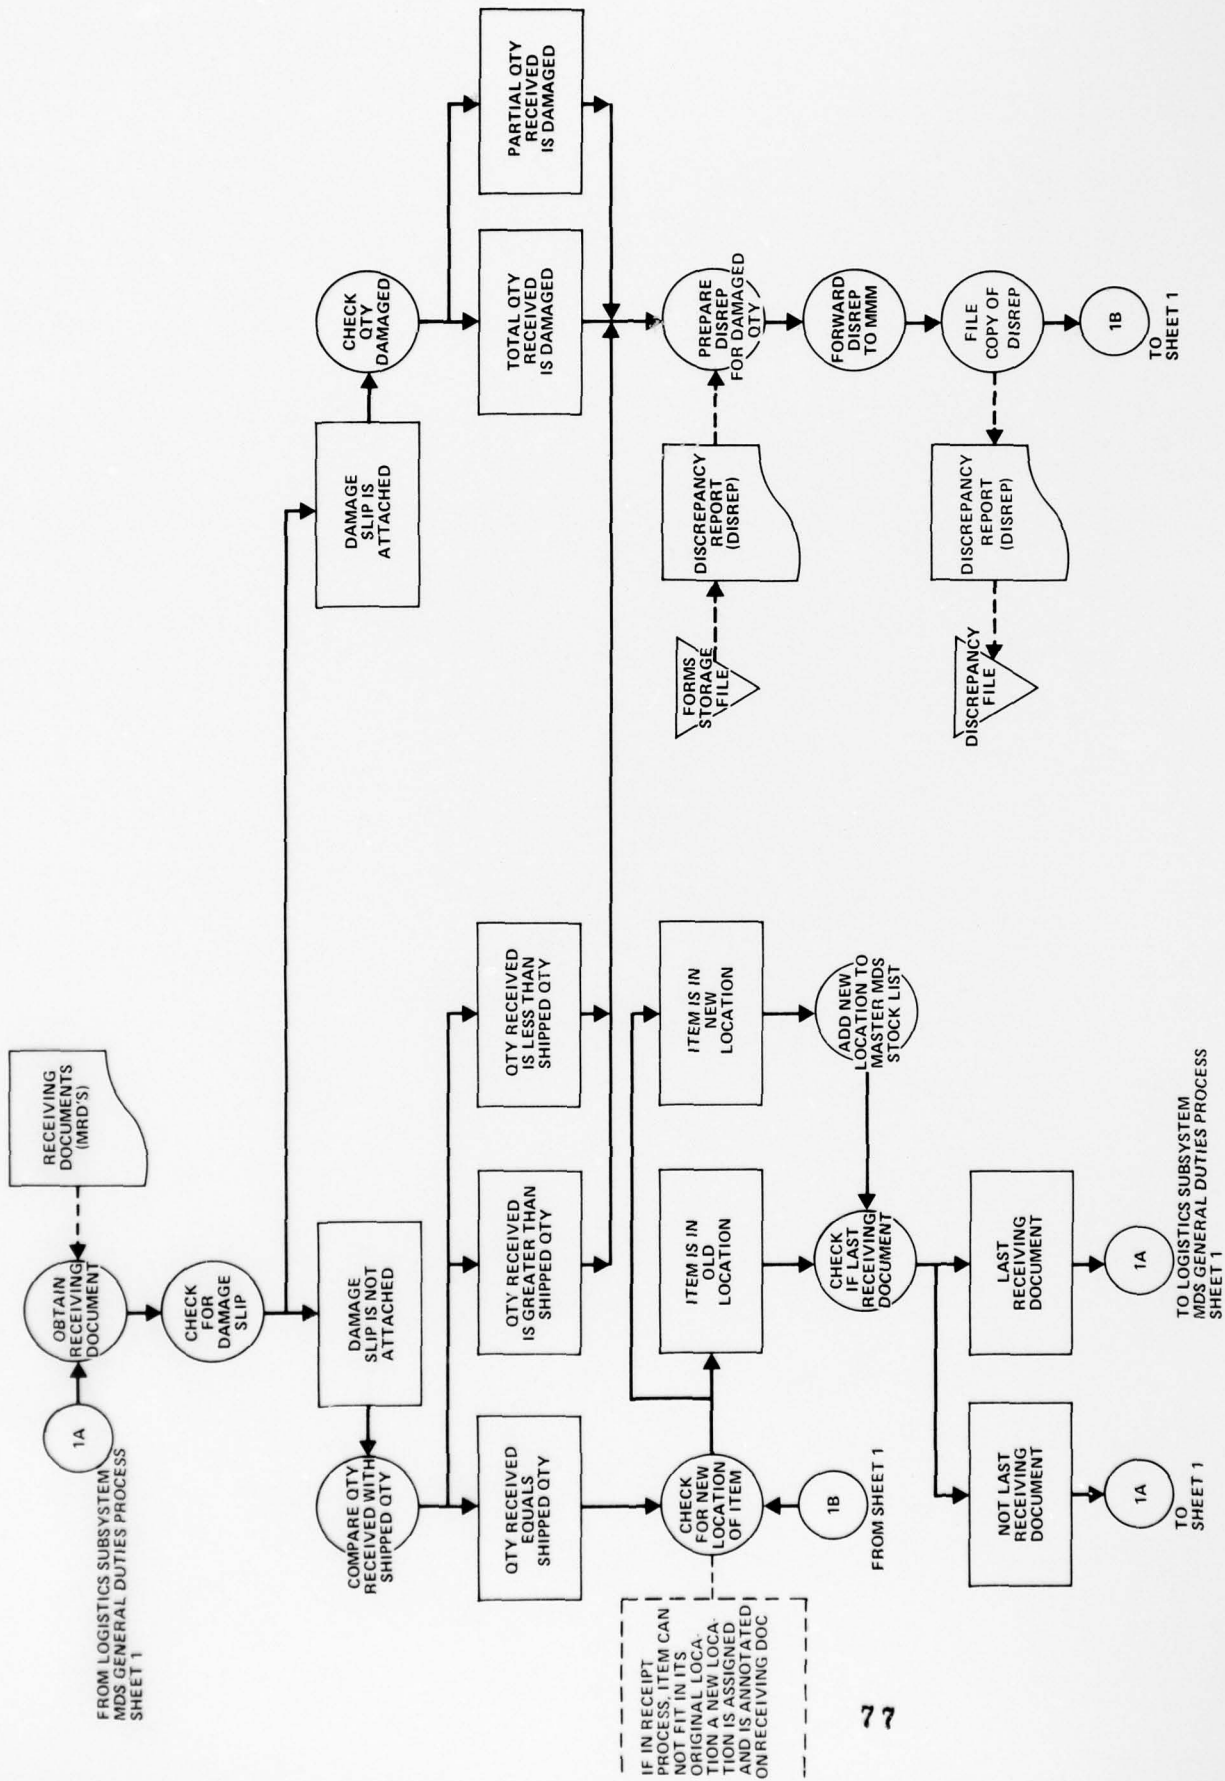 RECEIVING
DOCUMENTS
(MRD'S)
1A
OBTAIN
RECEIVING
DOCUMENT
FROM LOGISTICS SUBSYSTEM
MDS GENERAL DUTIES PROCESS
SHEET 1
CHECK
FOR
DAMAGE
SLIP
DAMAGE
SLIP IS NOT
ATTACHED
DAMAGE
SLIP IS
ATTACHED
COMPARE QTY
RECEIVED WITH
SHIPPED QTY
CHECK
QTY
DAMAGED
QTY RECEIVED
EQUALS
SHIPPED QTY
QTY RECEIVED
IS GREATER THAN
SHIPPED QTY
QTY RECEIVED
IS LESS THAN
SHIPPED QTY
TOTAL QTY
RECEIVED
IS DAMAGED
PARTIAL QTY
RECEIVED
IS DAMAGED
IF IN RECEIPT
PROCESS, ITEM CAN
NOT FIT IN ITS
ORIGINAL LOCA-
TION A NEW LOCA-
TION IS ASSIGNED
AND IS ANNOTATED
ON RECEIVING DOC
CHECK
FOR NEW
LOCATION
OF ITEM
ITEM IS IN
OLD
LOCATION
ITEM IS IN
NEW
LOCATION
FORMS
STORAGE
FILE
DISCREPANCY
REPORT
(DISREP)
PREPARE
DISREP
FOR DAMAGED
QTY
1B
FROM SHEET 1
CHECK
IF LAST
RECEIVING
DOCUMENT
ADD NEW
LOCATION TO
MASTER MDS
STOCK LIST
FORWARD
DISREP
TO MMM
NOT LAST
RECEIVING
DOCUMENT
LAST
RECEIVING
DOCUMENT
DISCREPANCY
FILE
DISCREPANCY
REPORT
(DISREP)
FILE
COPY OF
DISREP
1A
TO
SHEET 1
1A
TO LOGISTICS SUBSYSTEM
MDS GENERAL DUTIES PROCESS
SHEET 1
1B
TO
SHEET 1
77